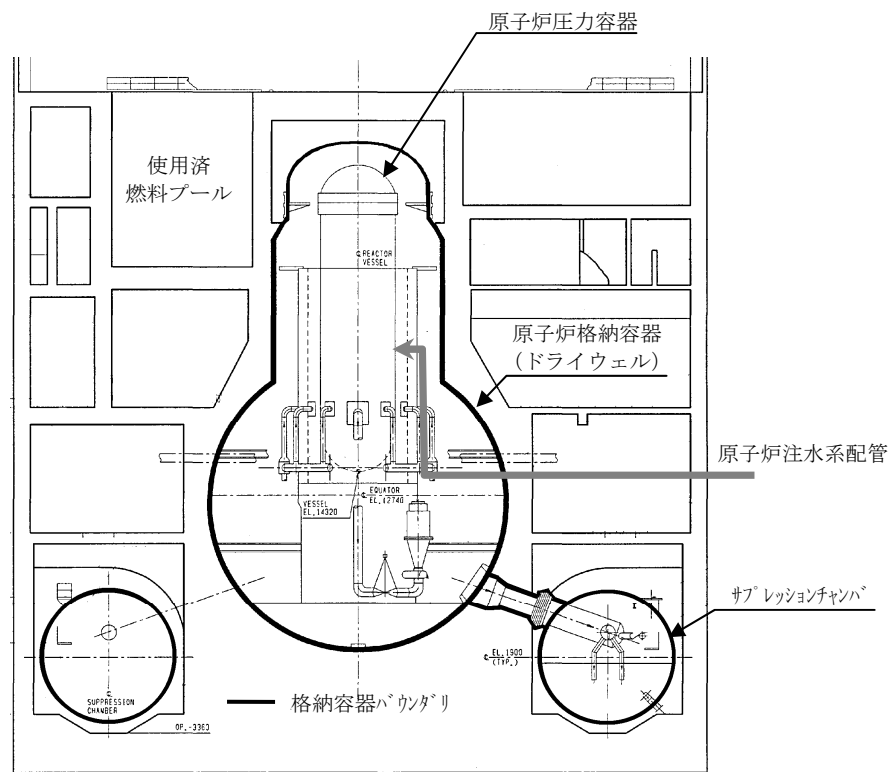 原子炉圧力容器
使用済
燃料プール
℄REACTOR
VESSEL
原子炉格納容器
(ドライウェル)
原子炉注水系配管
℄EQUATOR
EL.12740
VESSEL
EL.14320
ｻﾌﾟﾚｯｼｮﾝﾁｬﾝﾊﾞ
℄EL.1900
(TYP.)
℄
SUPPRESSION
CHAMBER
格納容器ﾊﾞｳﾝﾀﾞﾘ
OP.-3360